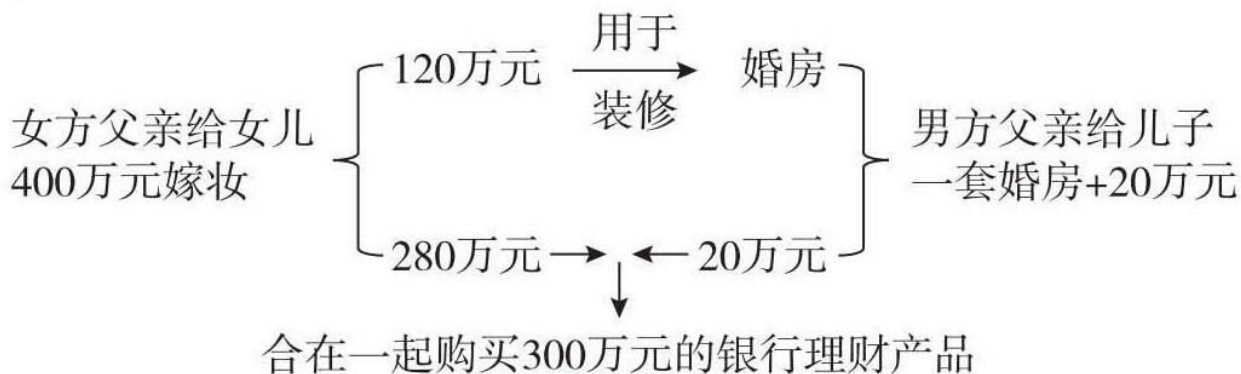 用于
120万元
婚房
装修
女方父亲给女儿
400万元嫁妆
男方父亲给儿子
一套婚房+20万元
280万元
20万元
合在一起购买300万元的银行理财产品